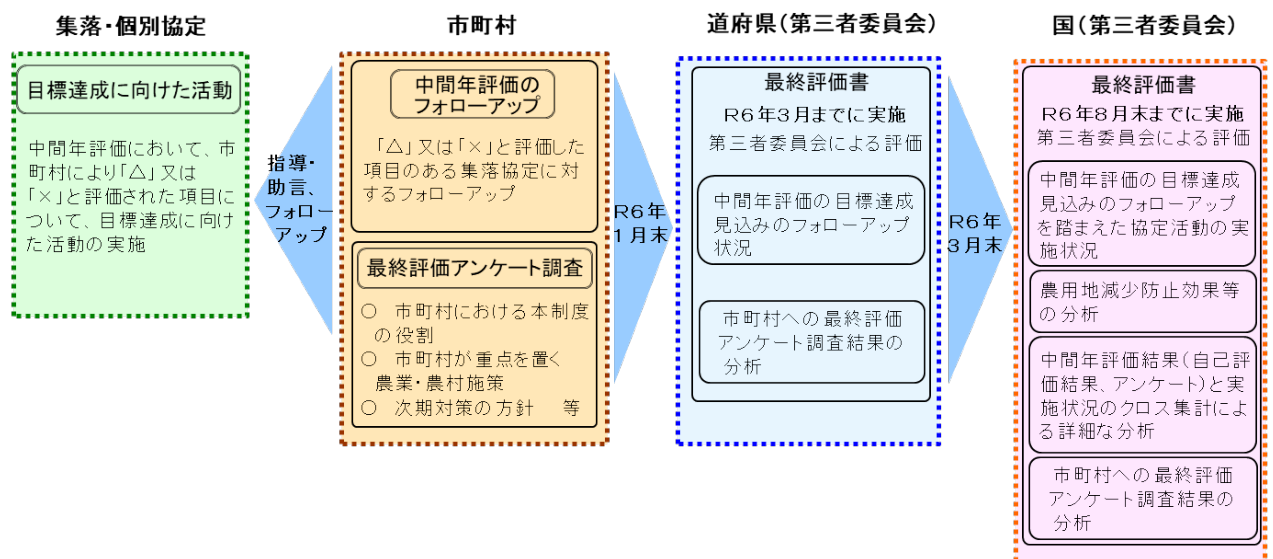 集落・個別協定
目標達成に向けた活動
中間年評価において、市
町村により「△」又は
「×」と評価された項目に
ついて、目標達成に向け
た活動の実施
指導・
助言、
フォロー
アップ
市町村
中間年評価の
フォローアップ
「△」又は「×」と評価した
項目のある集落協定に対
するフォローアップ
最終評価アンケート調査
○ 市町村における本制度
の役割
○ 市町村が重点を置く
農業・農村施策
○ 次期対策の方針 等
R6年
1月末
道府県(第三者委員会)
最終評価書
R6年3月までに実施
第三者委員会による評価
中間年評価の目標達成
見込みのフォローアップ
状況
市町村への最終評価
アンケート調査結果の
分析
R6年
3月末
国(第三者委員会)
最終評価書
R6年8月末までに実施
第三者委員会による評価
中間年評価の目標達成
見込みのフォローアップ
を踏まえた協定活動の実
施状況
農用地減少防止効果等
の分析
中間年評価結果(自己評
価結果、アンケート)と実
施状況のクロス集計によ
る詳細な分析
市町村への最終評価
アンケート調査結果の
分析